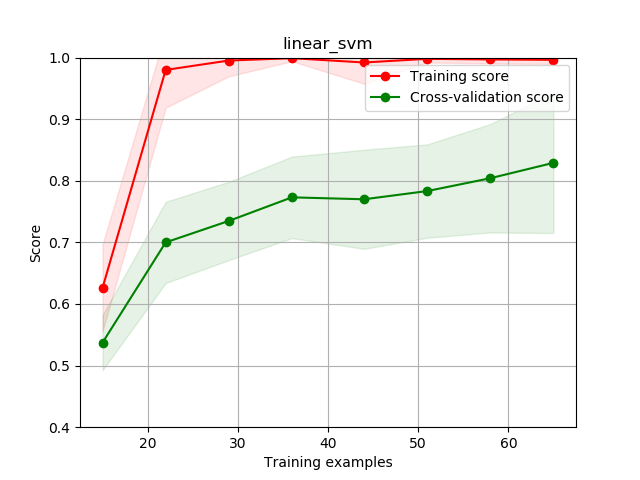 linear_svm
1.0
0.9
0.8
0.7
0.6
0.5
0.4
Score
Training score
Cross-validation score
20 30 40 50 60
Training examples